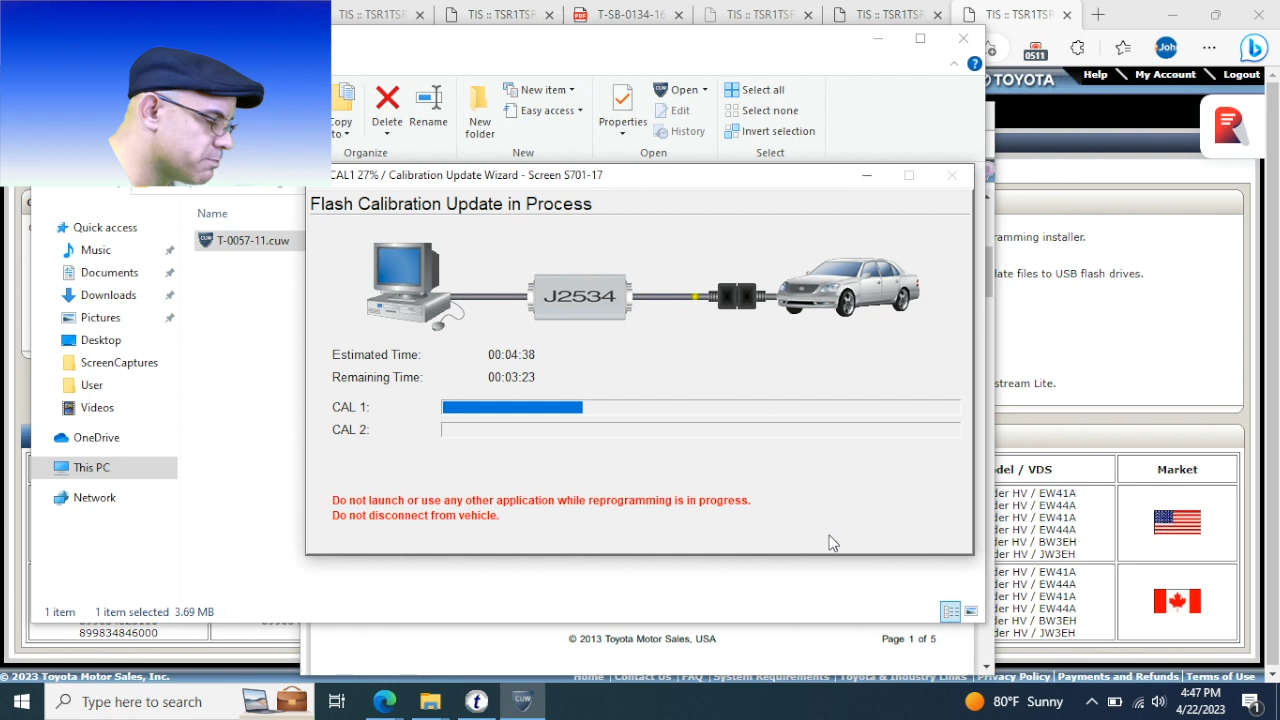 TIS :: TSR1TSR
TIS :: TSR1TSR
T-SB-0134-16
TIS :: TSR1TSR
TIS :: TSR1TSR
TIS :: TSR1TSR
0511
Joh
TOYOTA
Help
My Account
Logout
Copy
to
Delete
Rename
New
folder
New item
Easy access
Properties
Open
Edit
History
Select all
Select none
Invert selection
Organize
New
Open
Select
CAL1 27% / Calibration Update Wizard - Screen S701-17
Flash Calibration Update in Process
J2534
Estimated Time: 00:04:38
Remaining Time: 00:03:23
CAL 1:
CAL 2:
Do not launch or use any other application while reprogramming is in progress.
Do not disconnect from vehicle.
Quick access
Music
Documents
Downloads
Pictures
Desktop
ScreenCaptures
User
Videos
OneDrive
This PC
Network
Name
CUW T-0057-11.cuw
1 item 1 item selected 3.69 MB
899834846000
ramming installer.
date files to USB flash drives.
stream Lite.
del / VDS Market
der HV / EW41A
der HV / EW44A
der HV / EW41A
der HV / EW44A
der HV / BW3EH
der HV / JW3EH
der HV / EW41A
der HV / EW44A
der HV / EW41A
der HV / EW44A
der HV / BW3EH
der HV / JW3EH
© 2013 Toyota Motor Sales, USA Page 1 of 5
© 2023 Toyota Motor Sales, Inc.
Home Contact Us FAQ System Requirements Toyota & Industry Links Privacy Policy Payments and Refunds Terms of Use
Type here to search
CUW
80°F Sunny
4:47 PM
4/22/2023
1